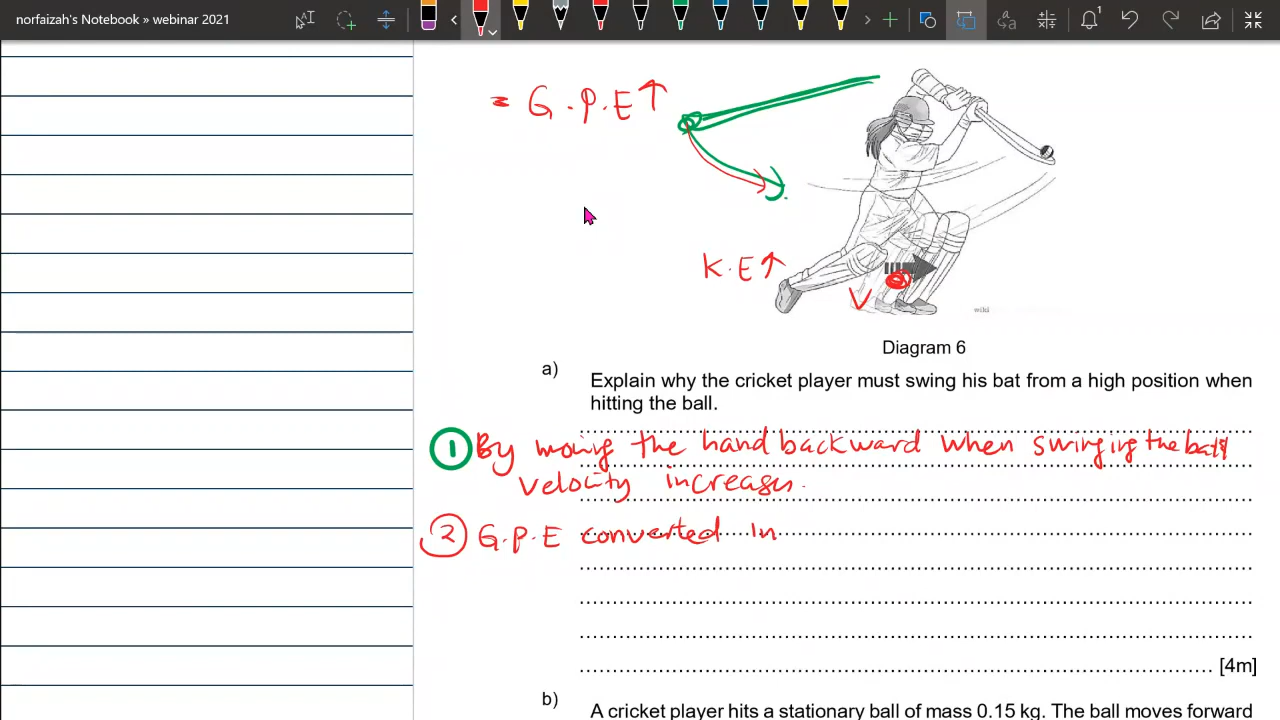 norfaizah's Notebook » webinar 2021
= G.P.E↑
K.E↑
V
wiki
Diagram 6
a)
Explain why the cricket player must swing his bat from a high position when
hitting the ball.
1 By moving the hand backward when swinging the ball
velocity increases.
2 G.P.E converted in
[4m]
b)
A cricket player hits a stationary ball of mass 0.15 kg. The ball moves forward